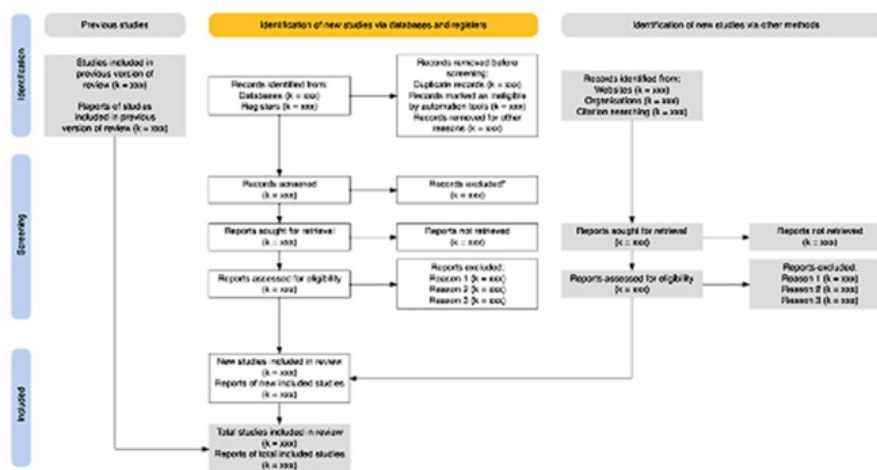 Previous studies
Identification of new studies via databases and registers
Identification of new studies via other methods
Identification
Studies included in
previous version of
review (k = xxx)
Reports of studies
included in previous
version of review (k = xxx)
Records identified from:
Databases (k = xxx)
Registers (k = xxx)
Records removed before
screening:
Duplicate records (k = xxx)
Records marked as ineligible
by automation tools (k = xxx)
Records removed for other
reasons (k = xxx)
Records identified from:
Websites (k = xxx)
Organisations (k = xxx)
Citation searching (k = xxx)
Screening
Records screened
(k = xxx)
Records excluded*
(k = xxx)
Reports sought for retrieval
(k = xxx)
Reports not retrieved
(k = xxx)
Reports sought for retrieval
(k = xxx)
Reports not retrieved
(k = xxx)
Reports assessed for eligibility
(k = xxx)
Reports excluded:
Reason 1 (k = xxx)
Reason 2 (k = xxx)
Reason 3 (k = xxx)
Reports assessed for eligibility
(k = xxx)
Reports excluded:
Reason 1 (k = xxx)
Reason 2 (k = xxx)
Reason 3 (k = xxx)
Included
New studies included in review
(k = xxx)
Reports of new included studies
(k = xxx)
Total studies included in review
(k = xxx)
Reports of total included studies
(k = xxx)